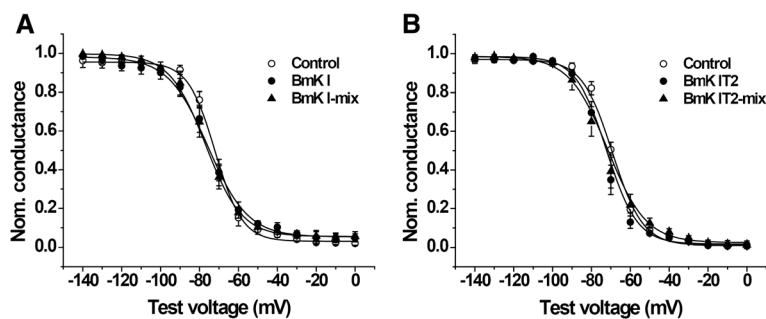 A
Nom. conductance
1.0
0.8
0.6
0.4
0.2
0.0
Control
BmK I
BmK I-mix
-140 -120 -100 -80 -60 -40 -20 0
Test voltage (mV)
B
Nom. conductance
1.0
0.8
0.6
0.4
0.2
0.0
Control
BmK IT2
BmK IT2-mix
-140 -120 -100 -80 -60 -40 -20 0
Test voltage (mV)